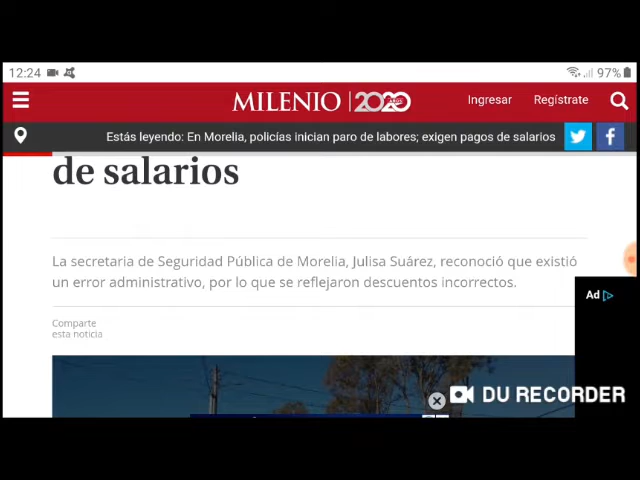 12:24
97%
MILENIO 2020
Ingresar
Regístrate
Estás leyendo: En Morelia, policías inician paro de labores; exigen pagos de salarios
de salarios
La secretaria de Seguridad Pública de Morelia, Julisa Suárez, reconoció que existió
un error administrativo, por lo que se reflejaron descuentos incorrectos.
Ad
Comparte
esta noticia
DU RECORDER